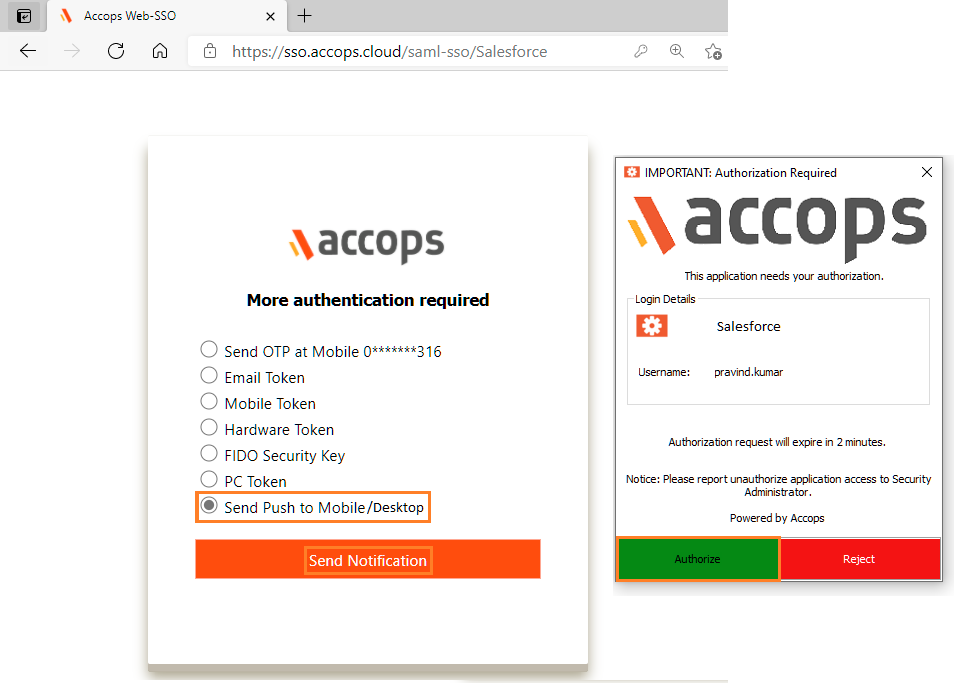 Accops Web-SSO
https://sso.accops.cloud/saml-sso/Salesforce
accops
More authentication required
Send OTP at Mobile 0*******316
Email Token
Mobile Token
Hardware Token
FIDO Security Key
PC Token
Send Push to Mobile/Desktop
Send Notification
IMPORTANT: Authorization Required
accops
This application needs your authorization.
Login Details
Salesforce
Username: pravind.kumar
Authorization request will expire in 2 minutes.
Notice: Please report unauthorize application access to Security
Administrator.
Powered by Accops
Authorize
Reject